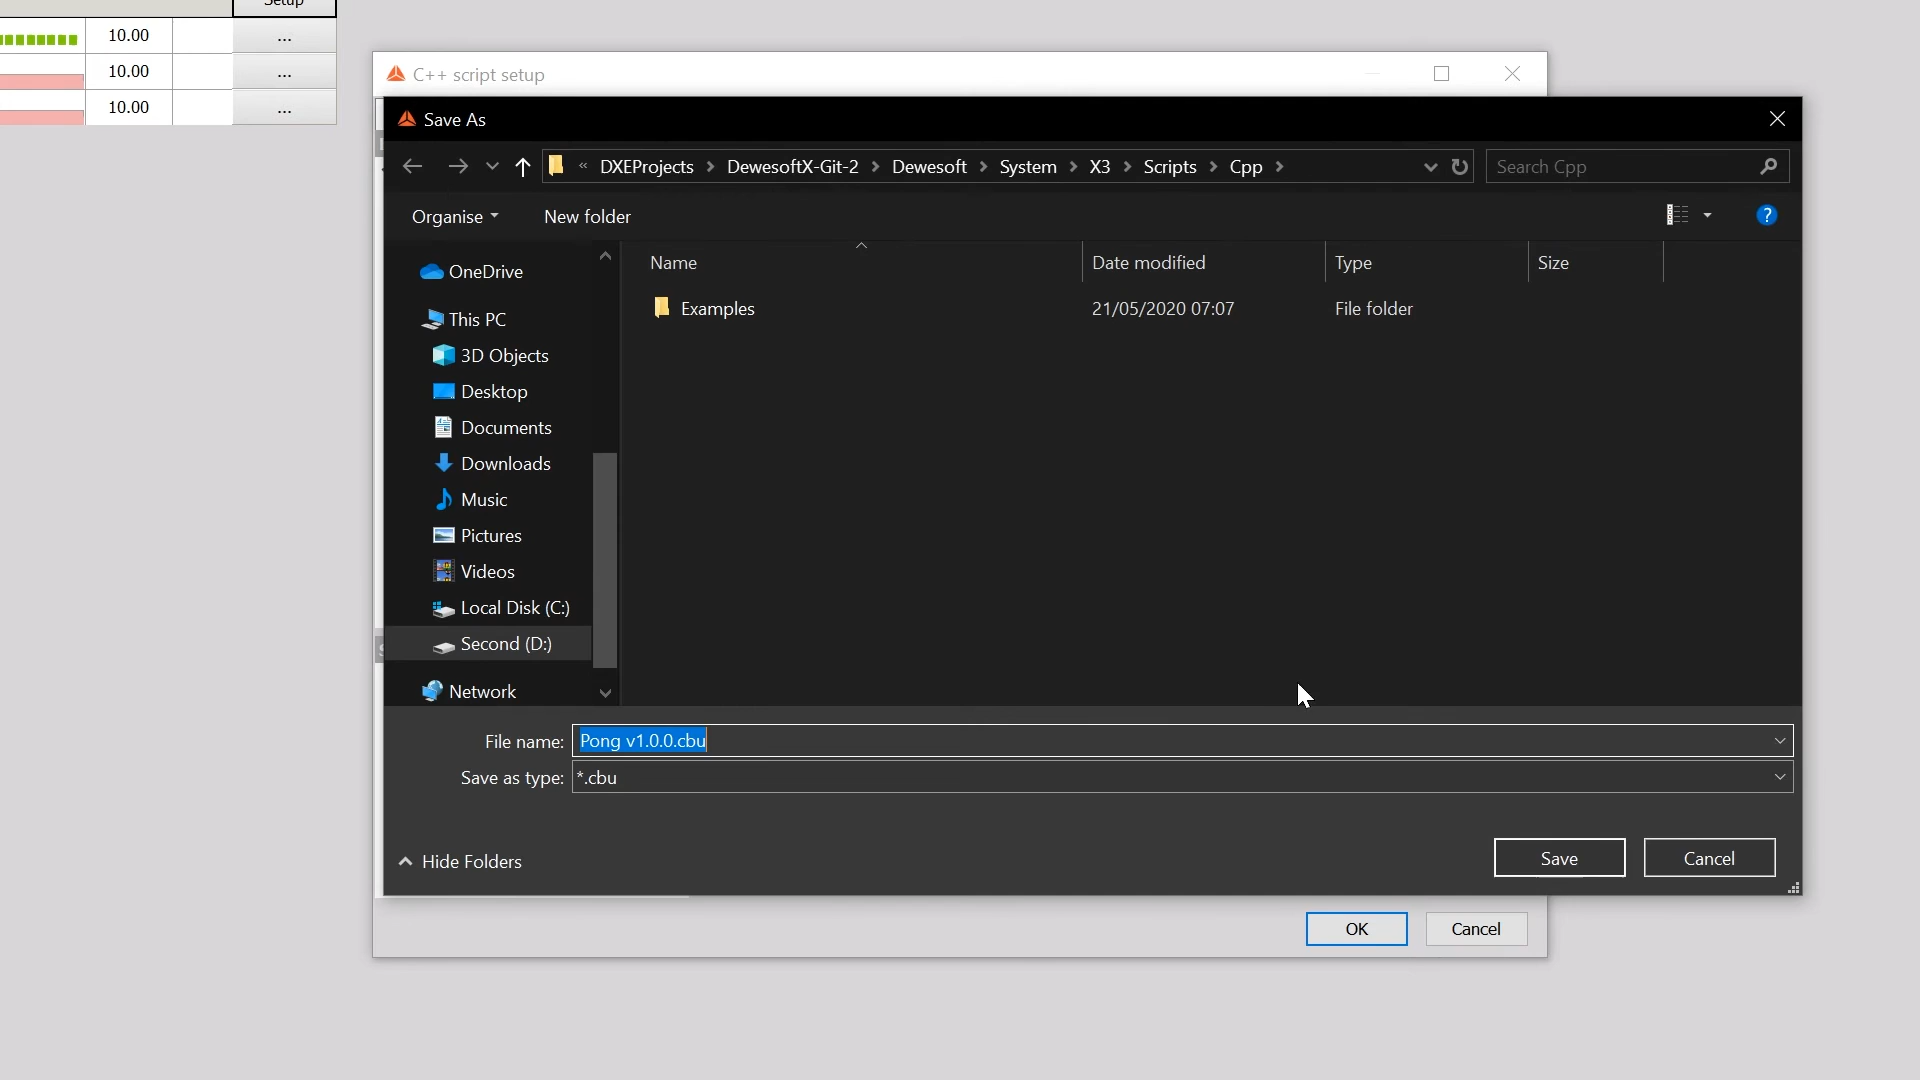 Setup
10.00 ...
10.00 ...
10.00 ...
C++ script setup
Save As
« DXEProjects > DewesoftX-Git-2 > Dewesoft > System > X3 > Scripts > Cpp >
Search Cpp
Organise
New folder
?
Name
Date modified
Type
Size
Examples
21/05/2020 07:07
File folder
OneDrive
This PC
3D Objects
Desktop
Documents
Downloads
Music
Pictures
Videos
Local Disk (C:)
Second (D:)
Network
File name: Pong v1.0.0.cbu
Save as type: *.cbu
Hide Folders
Save
Cancel
OK
Cancel